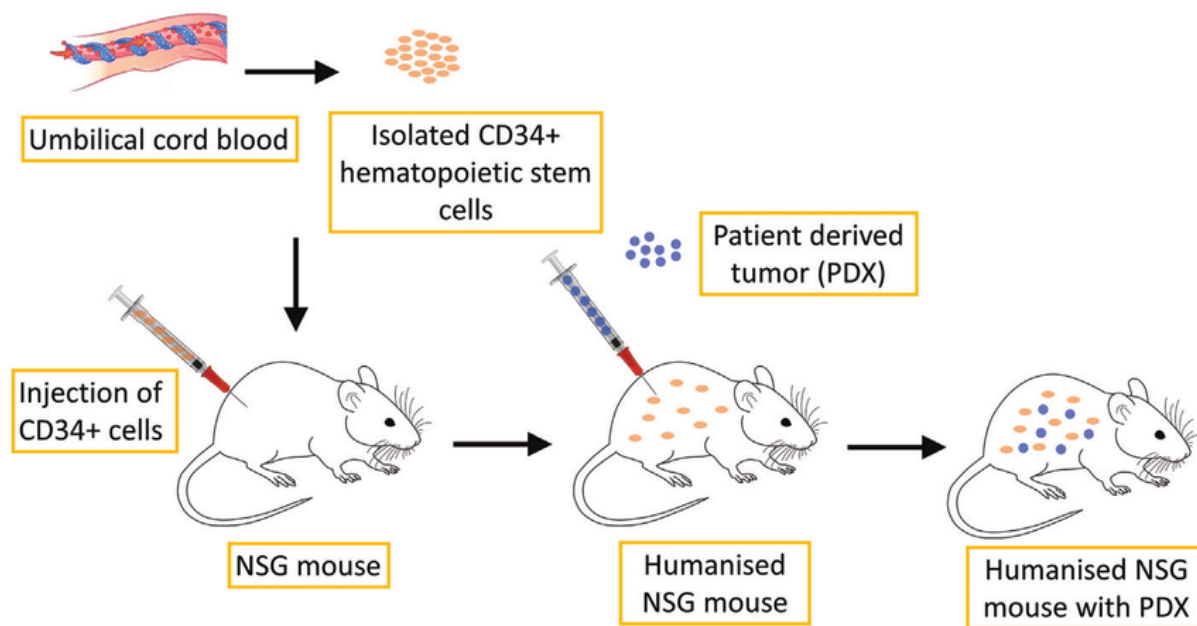 Umbilical cord blood
Isolated CD34+
hematopoietic stem
cells
Patient derived
tumor (PDX)
Injection of
CD34+ cells
NSG mouse
Humanised
NSG mouse
Humanised NSG
mouse with PDX